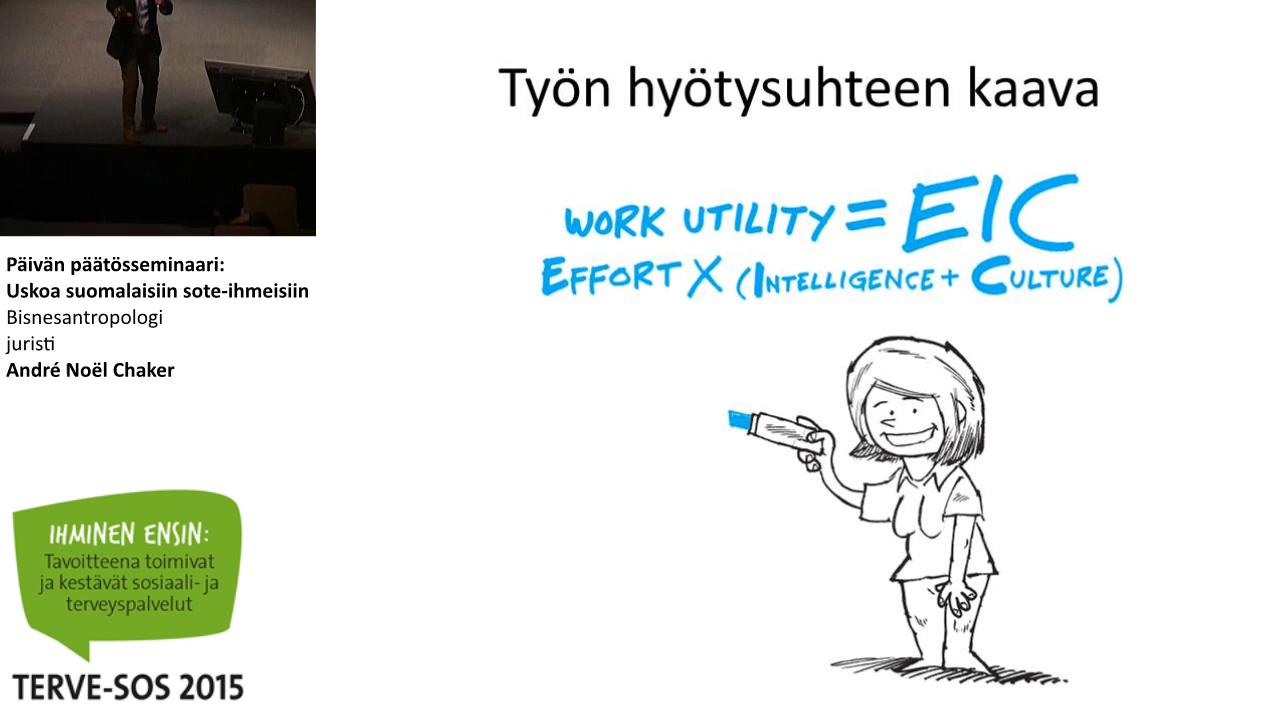 Työn hyötysuhteen kaava
WORK UTILITY = EIC
EFFORT X (INTELLIGENCE + CULTURE)
Päivän päätösseminaari:
Uskoa suomalaisiin sote-ihmeisiin
Bisnesantropologi
juristi
André Noël Chaker
IHMINEN ENSIN:
Tavoitteena toimivat
ja kestävät sosiaali- ja
terveyspalvelut
TERVE-SOS 2015